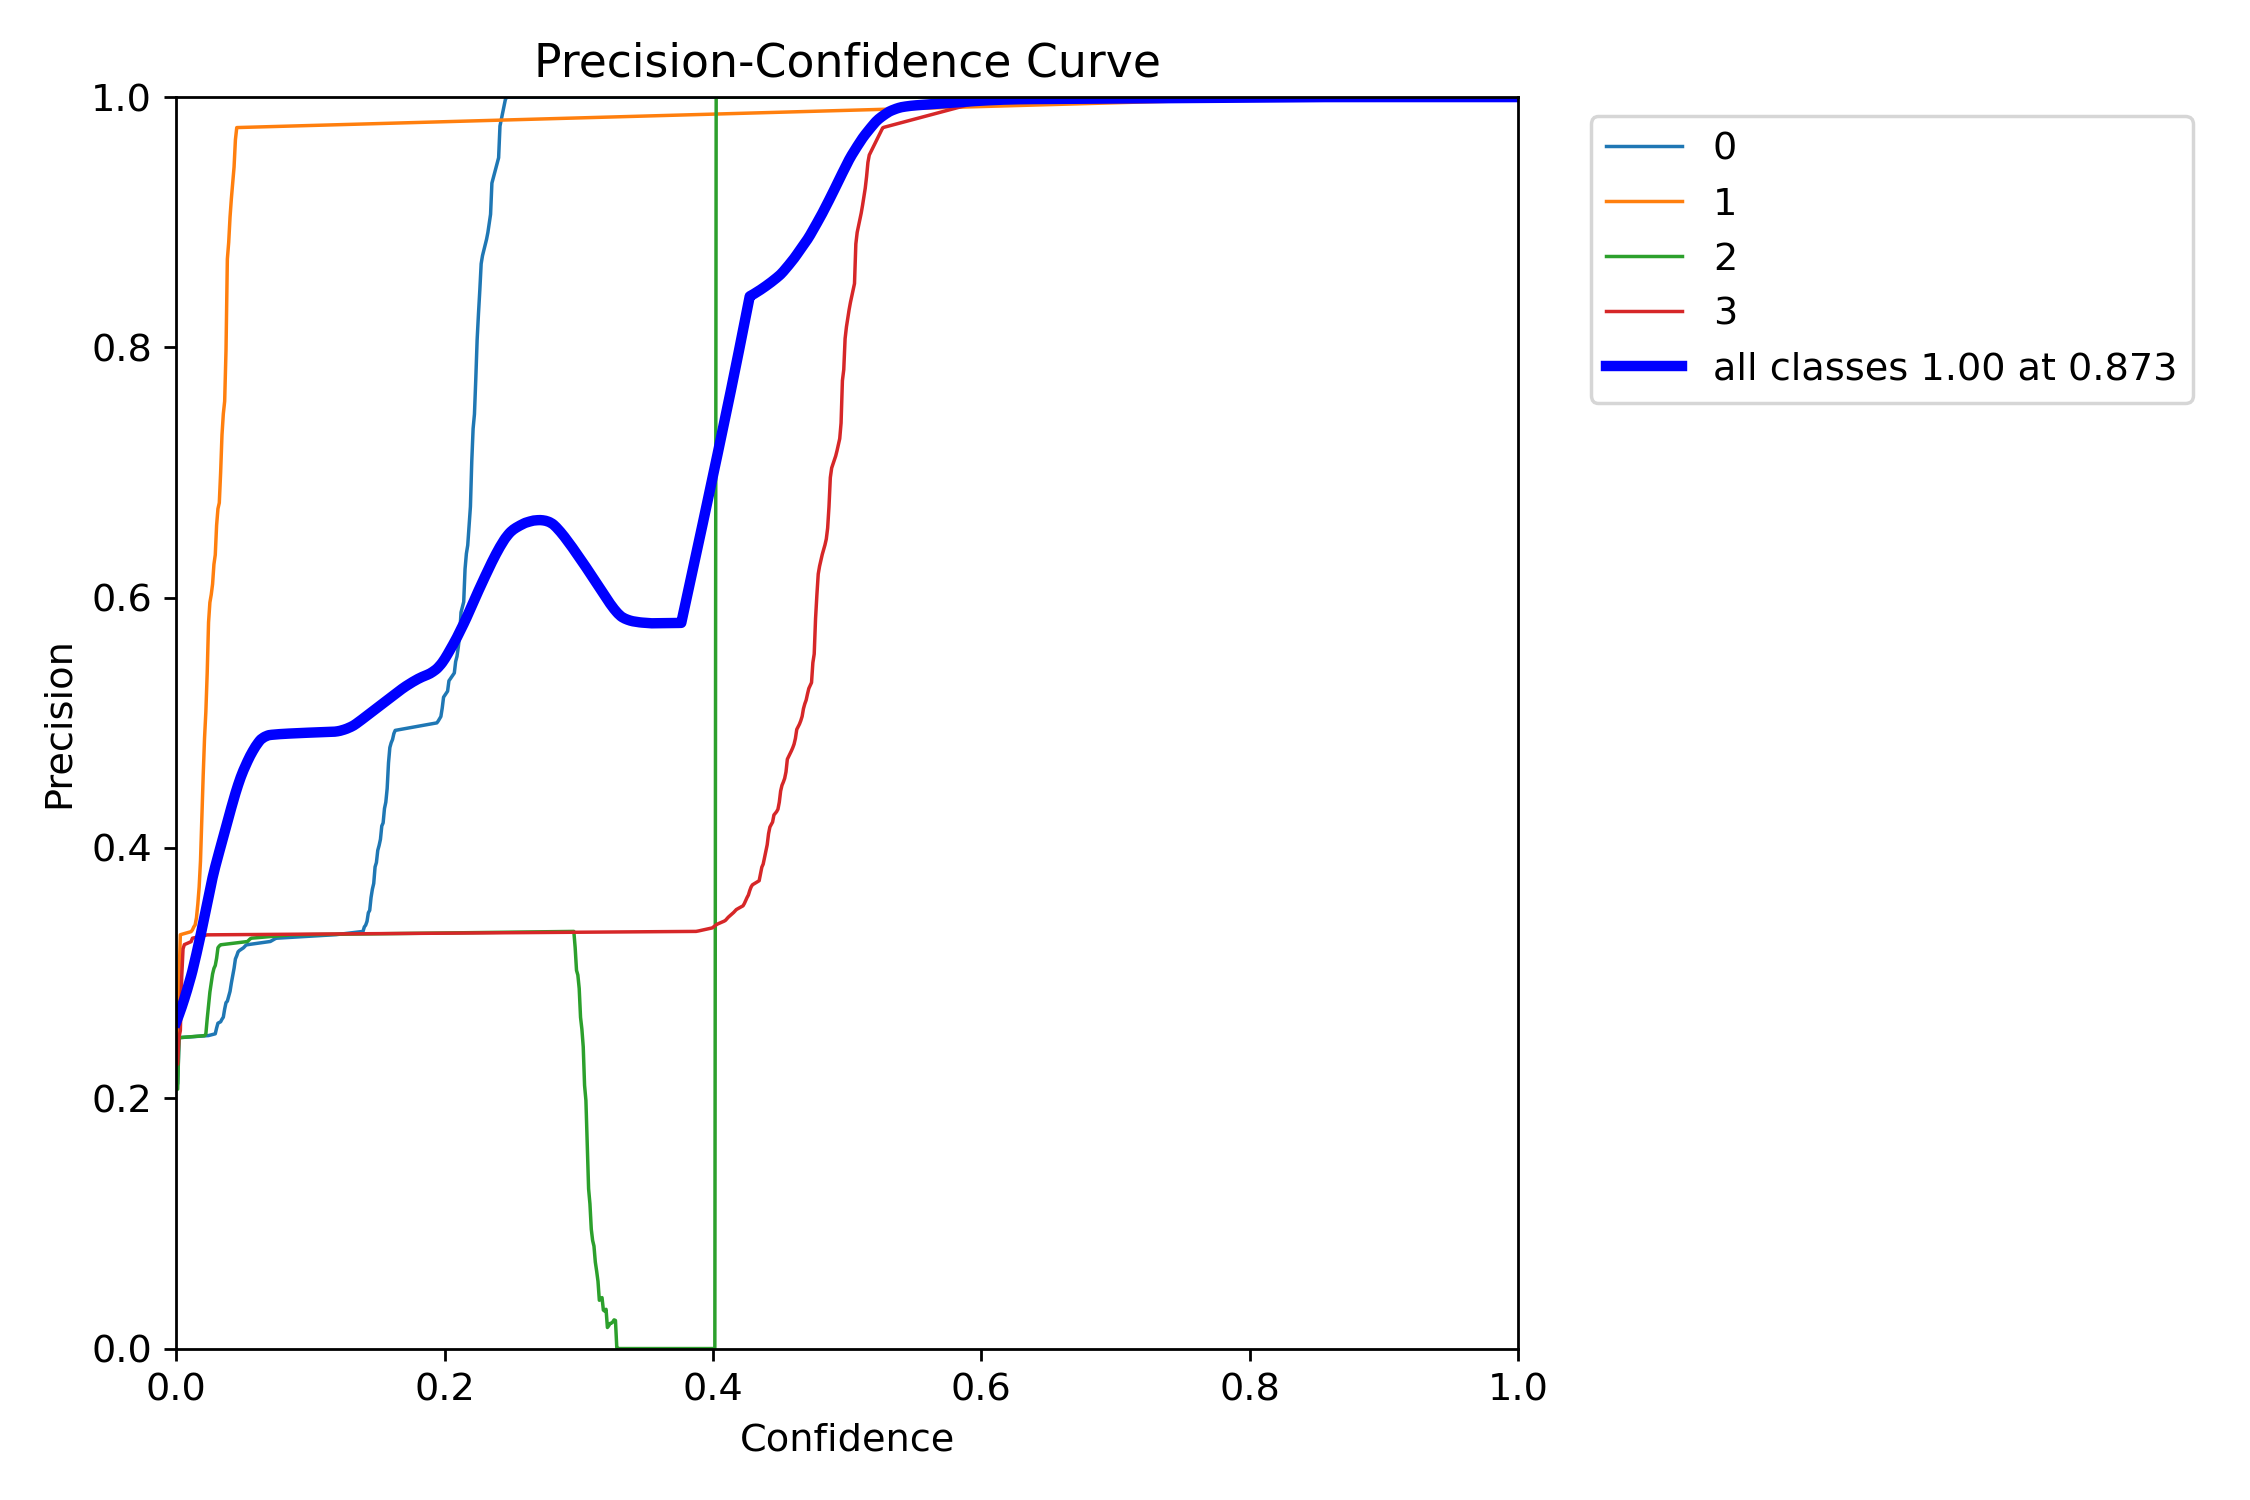 Precision-Confidence Curve
1.0
0.8
0.6
0.4
0.2
0.0
Precision
0.0 0.2 0.4 0.6 0.8 1.0
Confidence
0
1
2
3
all classes 1.00 at 0.873